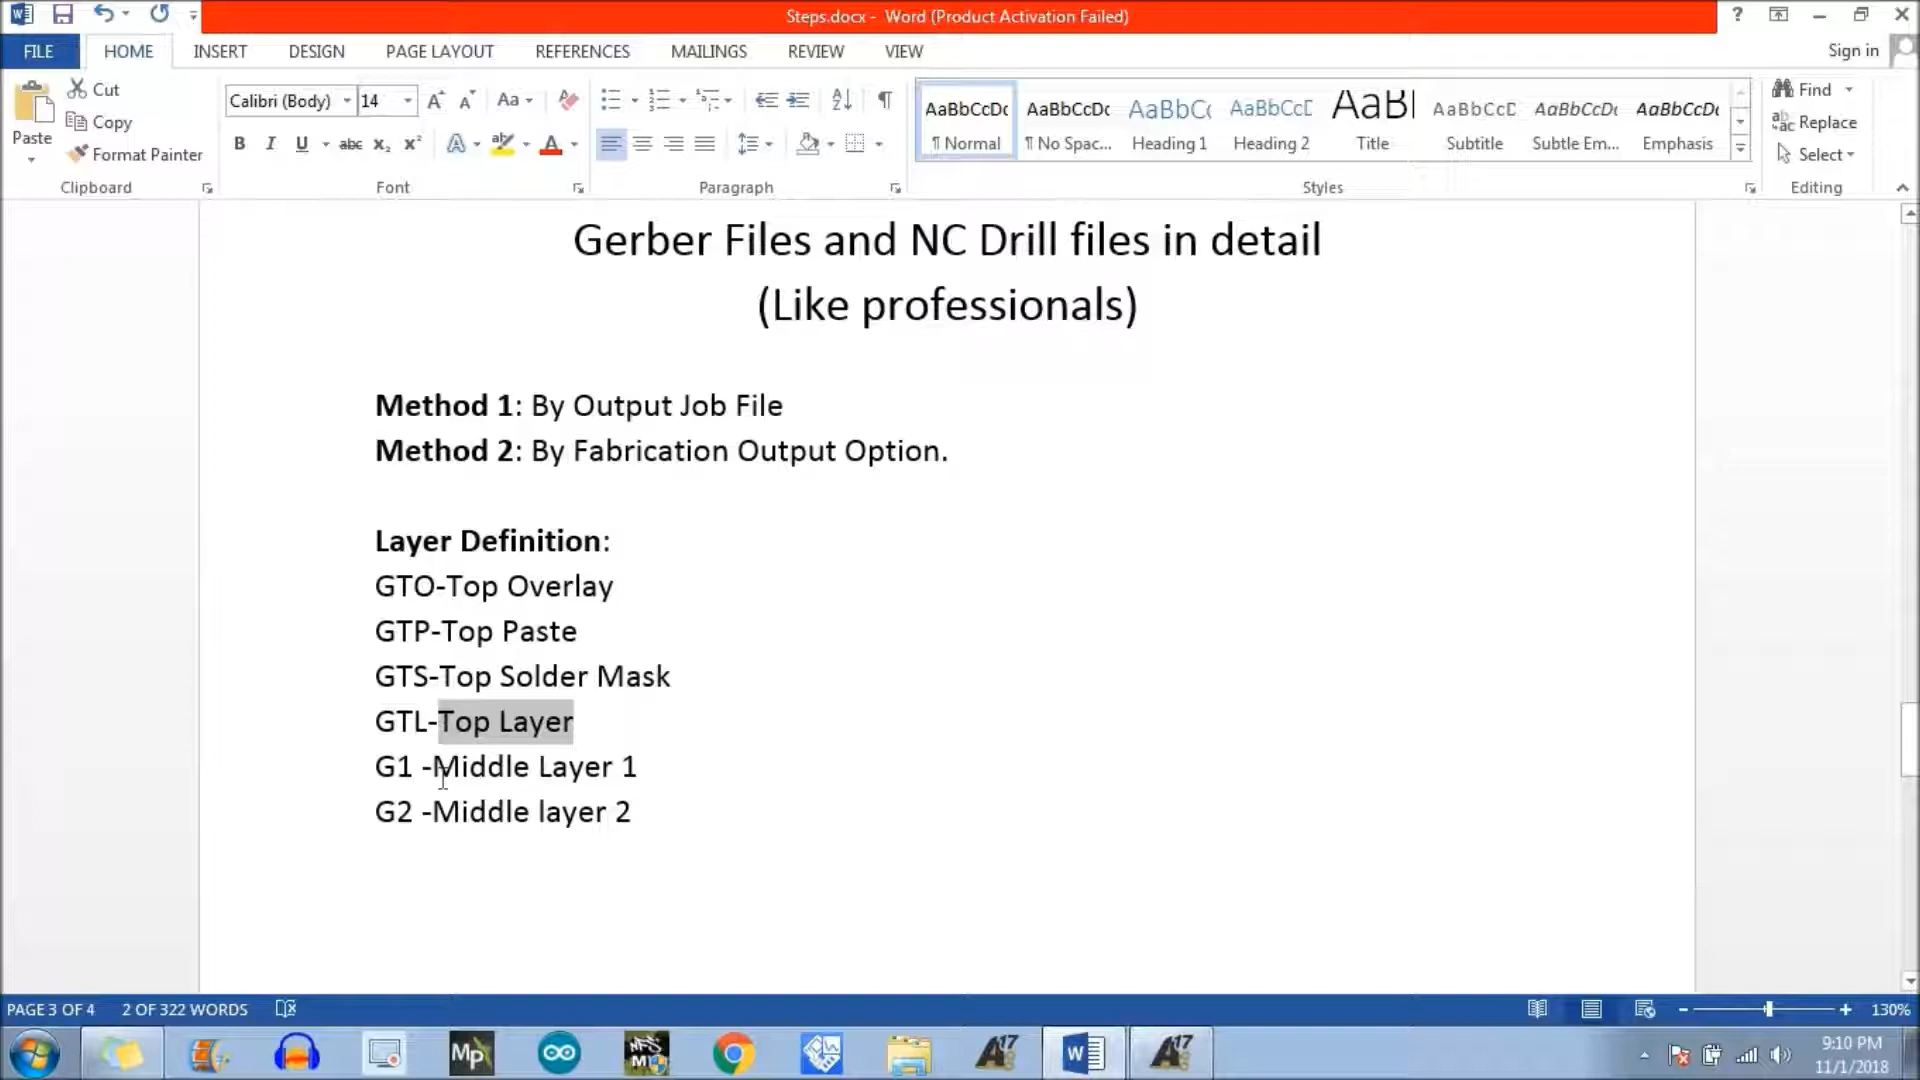 Steps.docx - Word (Product Activation Failed)
FILE HOME INSERT DESIGN PAGE LAYOUT REFERENCES MAILINGS REVIEW VIEW Sign in
Cut
Copy
Format Painter
Paste
Clipboard
Calibri (Body) 14
Font
Paragraph
AaBbCcDc AaBbCcDc AaBbC AaBbCcD AaB AaBbCcD AaBbCcDc AaBbCcDc
¶ Normal ¶ No Spac... Heading 1 Heading 2 Title Subtitle Subtle Em... Emphasis
Styles
Find
Replace
Select
Editing
Gerber Files and NC Drill files in detail
(Like professionals)
Method 1: By Output Job File
Method 2: By Fabrication Output Option.
Layer Definition:
GTO-Top Overlay
GTP-Top Paste
GTS-Top Solder Mask
GTL-Top Layer
G1 -Middle Layer 1
G2 -Middle layer 2
PAGE 3 OF 4 2 OF 322 WORDS 130%
9:10 PM
11/1/2018